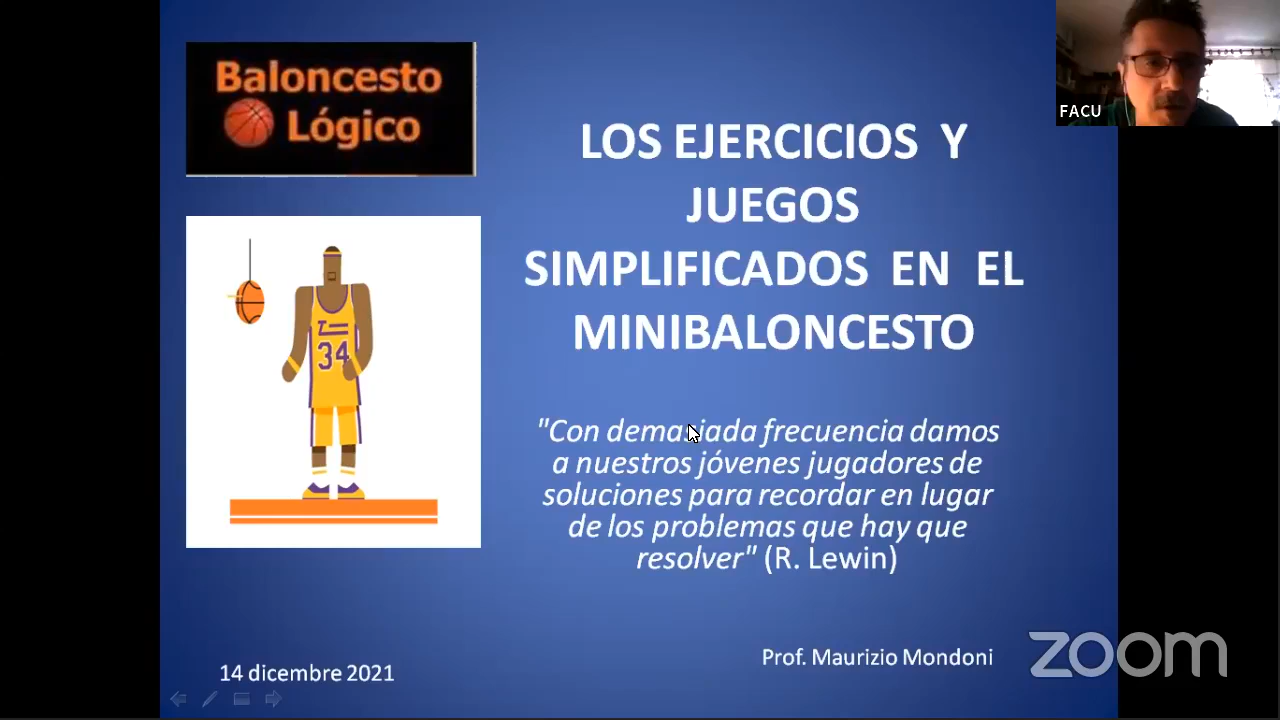 Baloncesto
Lógico
LOS EJERCICIOS Y
JUEGOS
SIMPLIFICADOS EN EL
MINIBALONCESTO
"Con demasiada frecuencia damos
a nuestros jóvenes jugadores de
soluciones para recordar en lugar
de los problemas que hay que
resolver" (R. Lewin)
34
14 dicembre 2021
Prof. Maurizio Mondoni
FACU
zoom